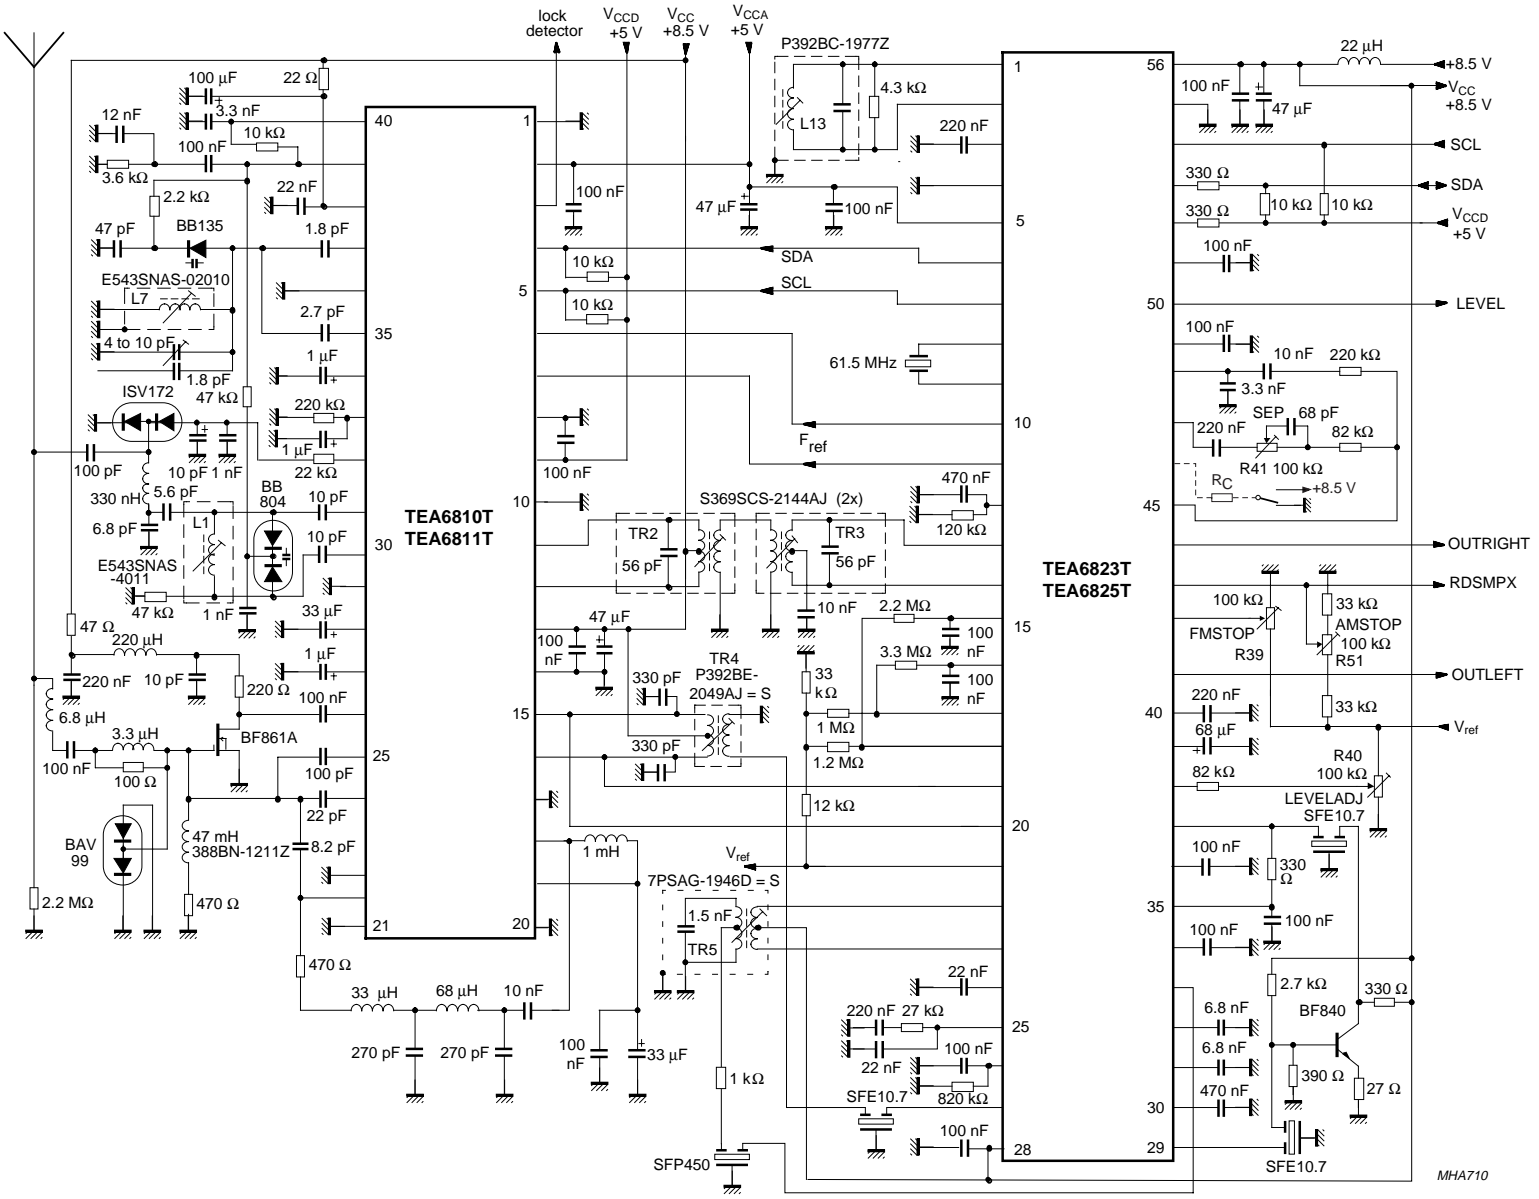 lock
detector
VCCD
+5 V
VCC
+8.5 V
VCCA
+5 V
P392BC-1977Z
L13
4.3 kΩ
1
56
22 μH
+8.5 V
VCC
+8.5 V
100 nF
47 μF
220 nF
SCL
330 Ω
SDA
10 kΩ
10 kΩ
330 Ω
VCCD
+5 V
100 nF
50
LEVEL
100 μF
+
22 Ω
3.3 nF
12 nF
10 kΩ
100 nF
3.6 kΩ
40
1
22 nF
2.2 kΩ
100 nF
47 μF
+
100 nF
5
47 pF
BB135
1.8 pF
SDA
10 kΩ
SCL
E543SNAS-02010
L7
5
10 kΩ
2.7 pF
35
4 to 10 pF
1.8 pF
1 μF
+
61.5 MHz
ISV172
47 kΩ
220 kΩ
1 μF
+
22 kΩ
100 pF
10 pF
1 nF
100 nF
Fref
10
100 nF
10 nF
220 kΩ
3.3 nF
SEP
68 pF
220 nF
82 kΩ
R41 100 kΩ
RC
+8.5 V
45
330 nH
5.6 pF
BB
804
10 pF
10
6.8 pF
L1
10 pF
30
TEA6810T
TEA6811T
E543SNAS
-4011
47 kΩ
1 nF
S369SCS-2144AJ (2x)
TR2
56 pF
TR3
56 pF
470 nF
120 kΩ
TEA6823T
TEA6825T
OUTRIGHT
RDSMPX
100 kΩ
FMSTOP
R39
33 kΩ
AMSTOP
100 kΩ
R51
OUTLEFT
33 kΩ
33 μF
+
1 μF
+
47 μF
+
100
nF
10 nF
2.2 MΩ
100
nF
15
3.3 MΩ
100
nF
33
kΩ
1 MΩ
1.2 MΩ
12 kΩ
47 Ω
220 μH
220 nF
10 pF
220 Ω
100 nF
TR4
P392BE-
2049AJ = S
330 pF
330 pF
15
220 nF
40
68 μF
+
Vref
R40
100 kΩ
82 kΩ
LEVELADJ
SFE10.7
6.8 μH
3.3 μH
100 nF
100 Ω
BF861A
25
100 pF
22 pF
BAV
99
47 mH
388BN-1211Z
8.2 pF
1 mH
Vref
20
100 nF
330
Ω
2.2 MΩ
470 Ω
21
20
7PSAG-1946D = S
1.5 nF
TR5
35
100 nF
100 nF
470 Ω
33 μH
68 μH
10 nF
270 pF
270 pF
100
nF
33 μF
+
22 nF
220 nF
27 kΩ
25
22 nF
100 nF
820 kΩ
1 kΩ
SFE10.7
100 nF
28
SFP450
2.7 kΩ
330 Ω
BF840
6.8 nF
6.8 nF
470 nF
390 Ω
27 Ω
30
29
SFE10.7
MHA710